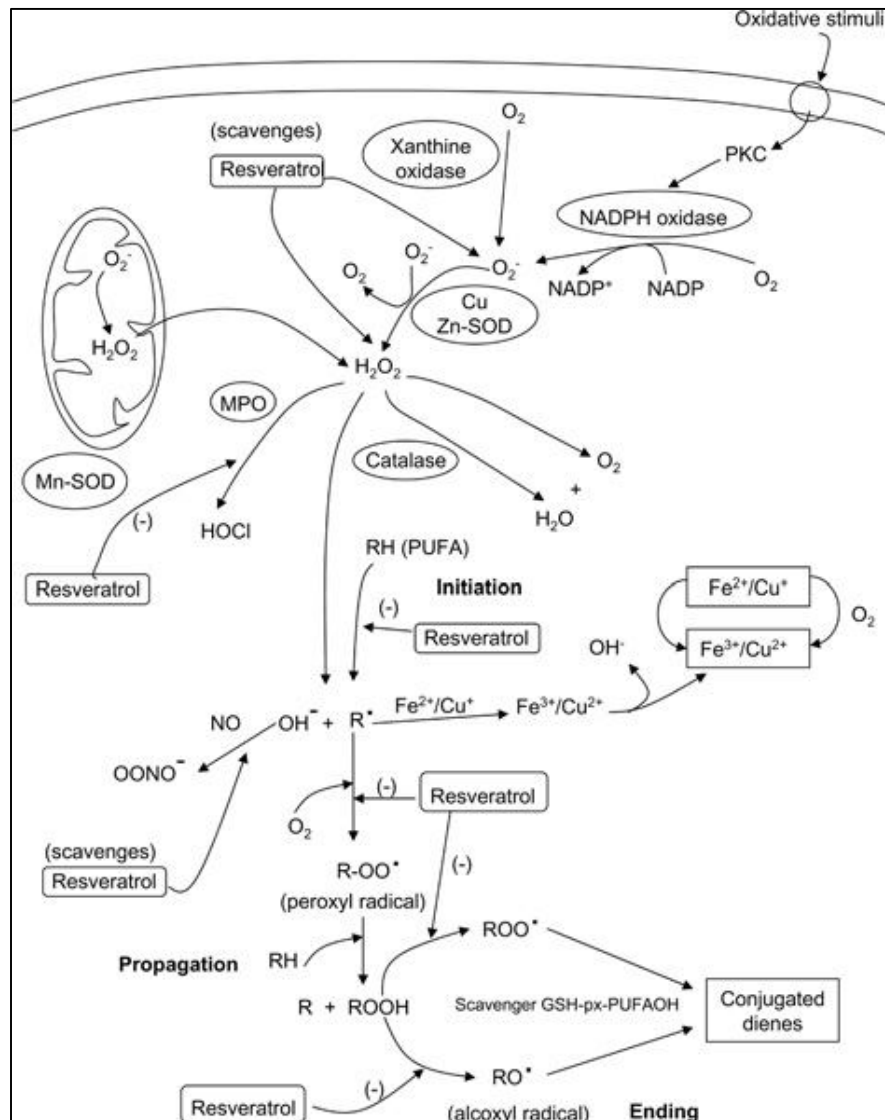 Oxidative stimuli
O₂
(scavenges)
Xanthine
oxidase
Resveratrol
PKC
NADPH oxidase
O₂⁻
O₂⁻
O₂
O₂⁻
NADP⁺
NADP
O₂
Cu
Zn-SOD
H₂O₂
H₂O₂
MPO
Catalase
O₂
+
H₂O
Mn-SOD
HOCl
(-)
Resveratrol
RH (PUFA)
Initiation
(-)
Resveratrol
Fe²⁺/Cu⁺
O₂
Fe³⁺/Cu²⁺
OH⁻
NO
OH⁻ + R•
Fe²⁺/Cu⁺
Fe³⁺/Cu²⁺
OONO⁻
(-)
Resveratrol
O₂
(scavenges)
Resveratrol
R-OO•
(peroxyl radical)
(-)
ROO•
Propagation
RH
R + ROOH
Scavenger GSH-px-PUFAOH
Conjugated
dienes
(-)
RO•
Resveratrol
(alcoxyl radical)
Ending